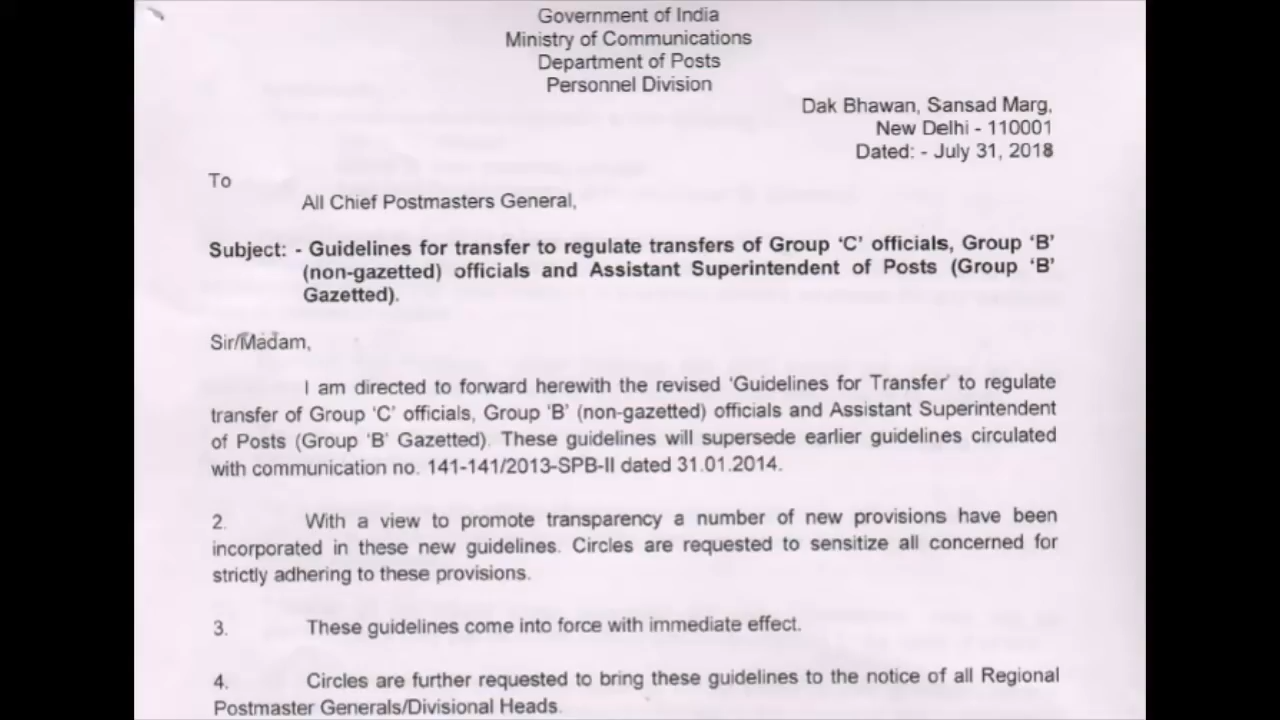 Government of India
Ministry of Communications
Department of Posts
Personnel Division
Dak Bhawan, Sansad Marg,
New Delhi - 110001
Dated: - July 31, 2018
To
All Chief Postmasters General,
Subject: - Guidelines for transfer to regulate transfers of Group 'C' officials, Group 'B'
(non-gazetted) officials and Assistant Superintendent of Posts (Group 'B'
Gazetted).
Sir/Madam,
I am directed to forward herewith the revised 'Guidelines for Transfer' to regulate
transfer of Group 'C' officials, Group 'B' (non-gazetted) officials and Assistant Superintendent
of Posts (Group 'B' Gazetted). These guidelines will supersede earlier guidelines circulated
with communication no. 141-141/2013-SPB-II dated 31.01.2014.
2. With a view to promote transparency a number of new provisions have been
incorporated in these new guidelines. Circles are requested to sensitize all concerned for
strictly adhering to these provisions.
3. These guidelines come into force with immediate effect.
4. Circles are further requested to bring these guidelines to the notice of all Regional
Postmaster Generals/Divisional Heads.